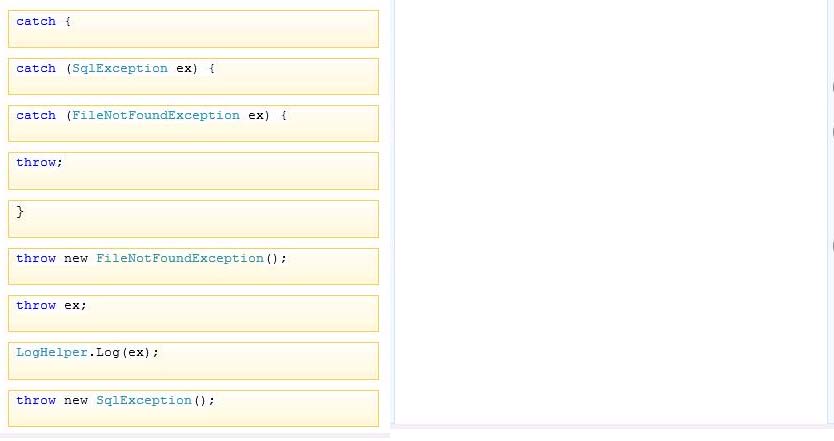 catch {
catch (SqlException ex) {
catch (FileNotFoundException ex) {
throw;
}
throw new FileNotFoundException();
throw ex;
LogHelper.Log(ex);
throw new SqlException();